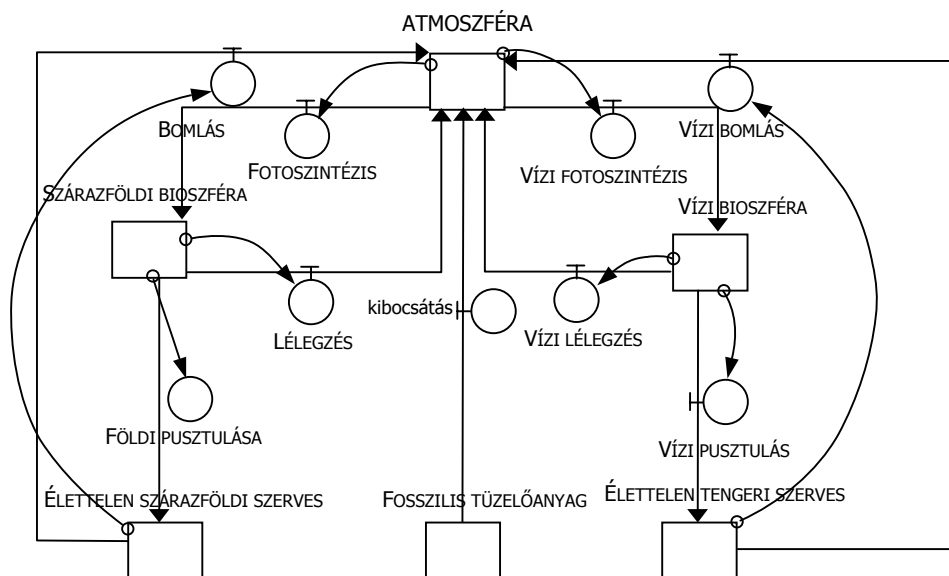 ATMOSZFÉRA
BOMLÁS
VÍZI BOMLÁS
FOTOSZINTÉZIS
VÍZI FOTOSZINTÉZIS
SZÁRAZFÖLDI BIOSZFÉRA
VÍZI BIOSZFÉRA
kibocsátás
LÉLEGZÉS
VÍZI LÉLEGZÉS
FÖLDI PUSZTULÁSA
VÍZI PUSZTULÁS
ÉLETTELEN SZÁRAZFÖLDI SZERVES
FOSSZILIS TÜZELŐANYAG
ÉLETTELEN TENGERI SZERVES